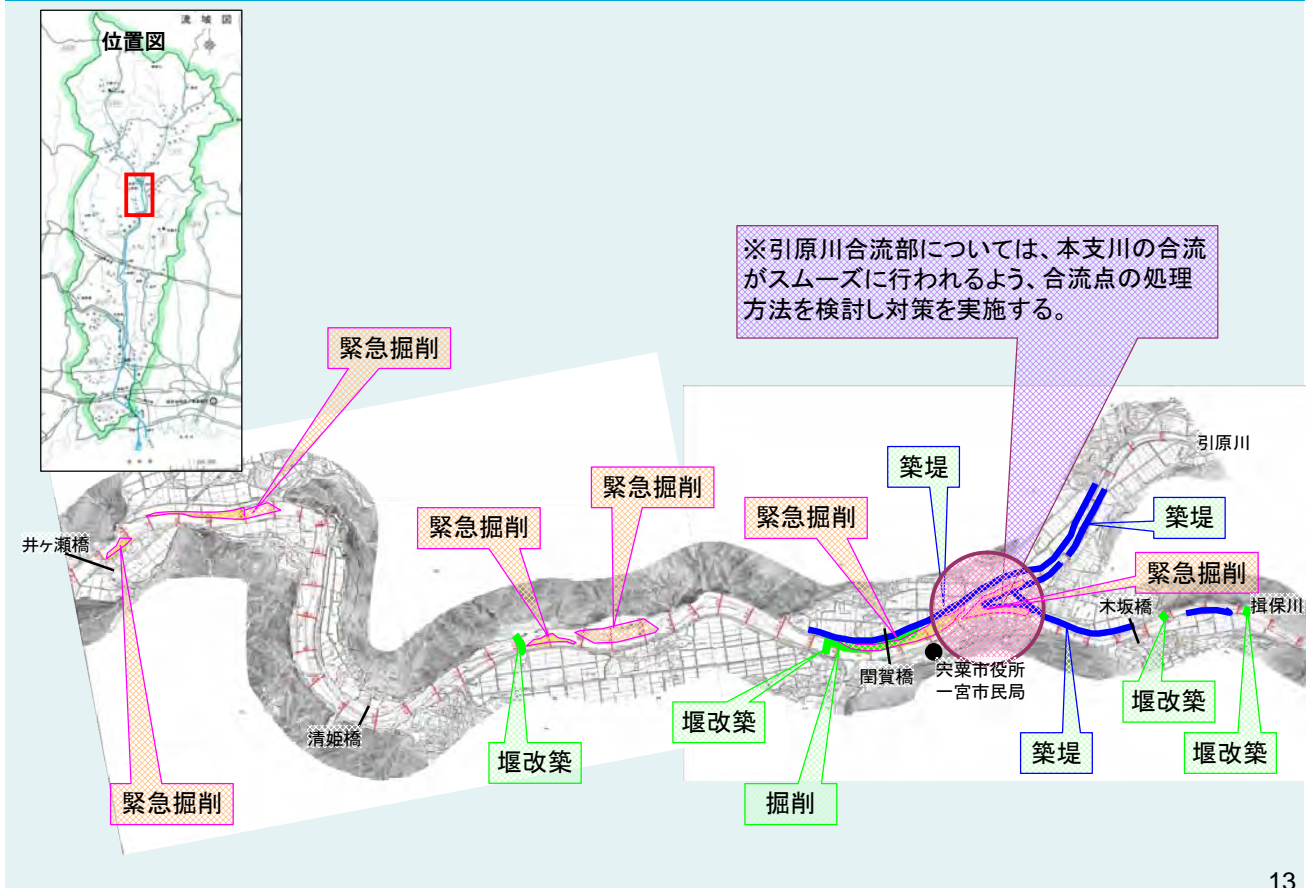 流域図
位置図
※引原川合流部については、本支川の合流
がスムーズに行われるよう、合流点の処理
方法を検討し対策を実施する。
緊急掘削
引原川
築堤
緊急掘削
緊急掘削
緊急掘削
築堤
井ヶ瀬橋
緊急掘削
木坂橋
揖保川
閏賀橋
宍粟市役所
一宮市民局
清姫橋
堰改築
堰改築
堰改築
築堤
堰改築
緊急掘削
掘削
13